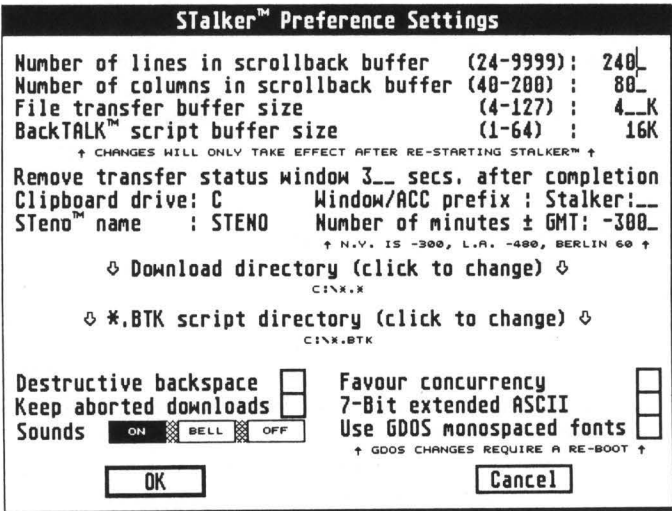 STalker™ Preference Settings
Number of lines in scrollback buffer (24-9999): 240_
Number of columns in scrollback buffer (40-200) : 80_
File transfer buffer size (4-127) : 4__K
BackTALK™ script buffer size (1-64) : 16K
↑ CHANGES WILL ONLY TAKE EFFECT AFTER RE-STARTING STALKER™ ↑
Remove transfer status window 3__ secs. after completion
Clipboard drive: C Window/ACC prefix : Stalker:__
STeno™ name : STENO Number of minutes ± GMT: -300_
↑ N.Y. IS -300, L.A. -480, BERLIN 60 ↑
⇩ Download directory (click to change) ⇩
C:\*.*
⇩ *.BTK script directory (click to change) ⇩
C:\*.BTK
Destructive backspace Favour concurrency
Keep aborted downloads 7-Bit extended ASCII
Sounds ON BELL OFF Use GDOS monospaced fonts
↑ GDOS CHANGES REQUIRE A RE-BOOT ↑
OK Cancel